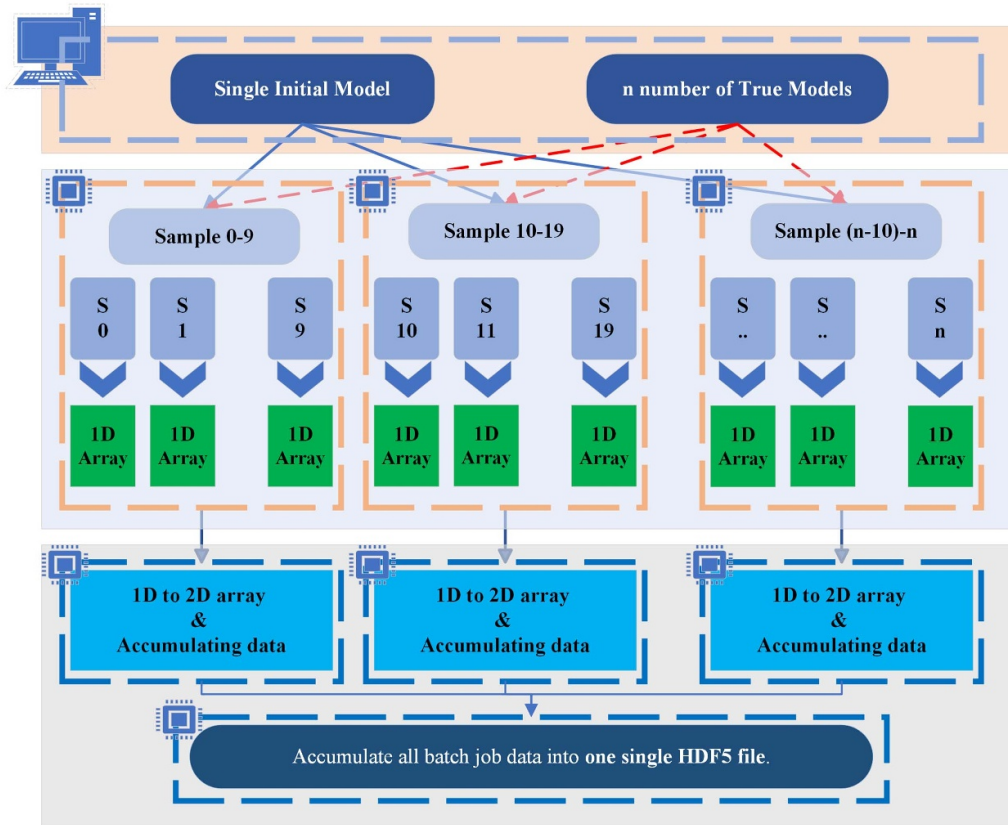 Single Initial Model
n number of True Models
Sample 0-9
Sample 10-19
Sample (n-10)-n
S
0
S
1
S
9
S
10
S
11
S
19
S
..
S
..
S
n
1D
Array
1D
Array
1D
Array
1D
Array
1D
Array
1D
Array
1D
Array
1D
Array
1D
Array
1D to 2D array
&
Accumulating data
1D to 2D array
&
Accumulating data
1D to 2D array
&
Accumulating data
Accumulate all batch job data into one single HDF5 file.